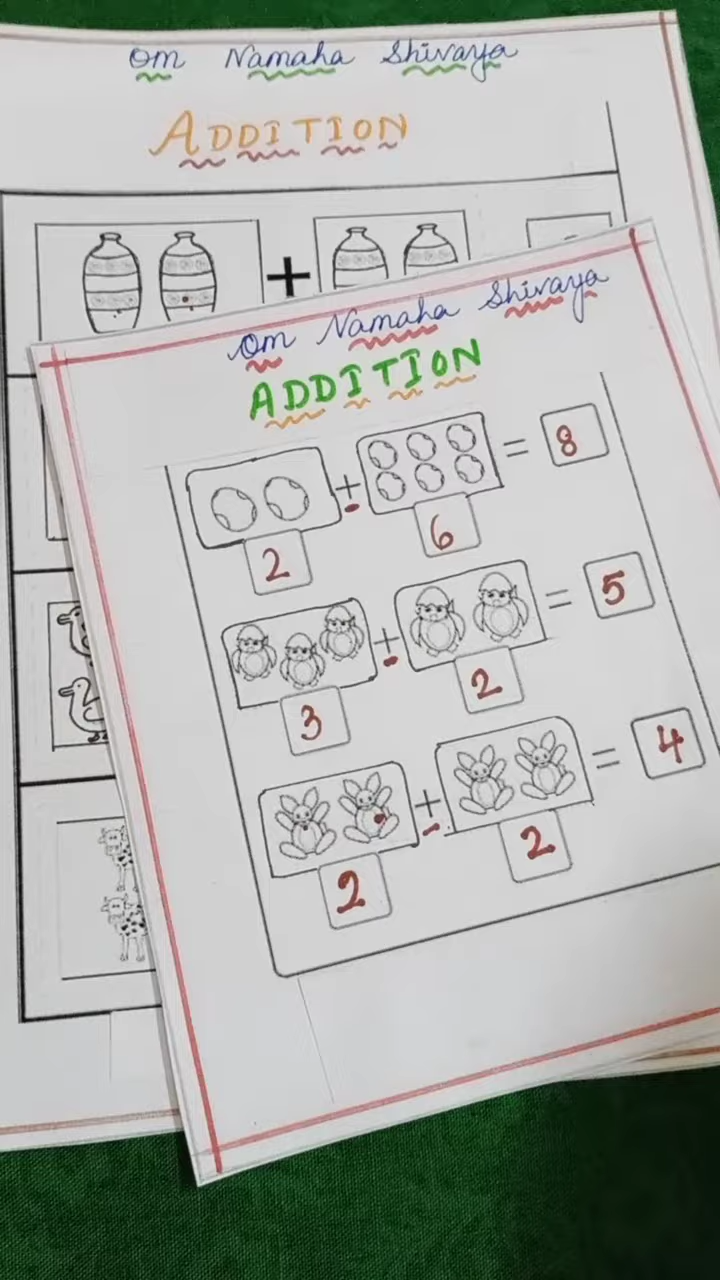 Om Namaha Shivaya
ADDITION
+
Om Namaha Shivaya
ADDITION
+ = 8
2 6
+ = 5
3 2
+ = 4
2 2